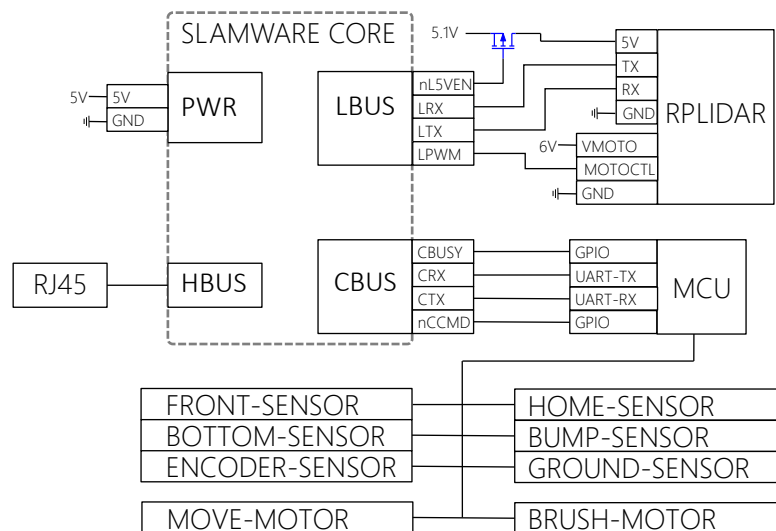 SLAMWARE CORE
5V
5V
GND
PWR
LBUS
nL5VEN
LRX
LTX
LPWM
5.1V
5V
TX
RX
GND
RPLIDAR
6V
VMOTO
MOTOCTL
GND
RJ45
HBUS
CBUS
CBUSY
CRX
CTX
nCCMD
GPIO
UART-TX
UART-RX
GPIO
MCU
FRONT-SENSOR
HOME-SENSOR
BOTTOM-SENSOR
BUMP-SENSOR
ENCODER-SENSOR
GROUND-SENSOR
MOVE-MOTOR
BRUSH-MOTOR